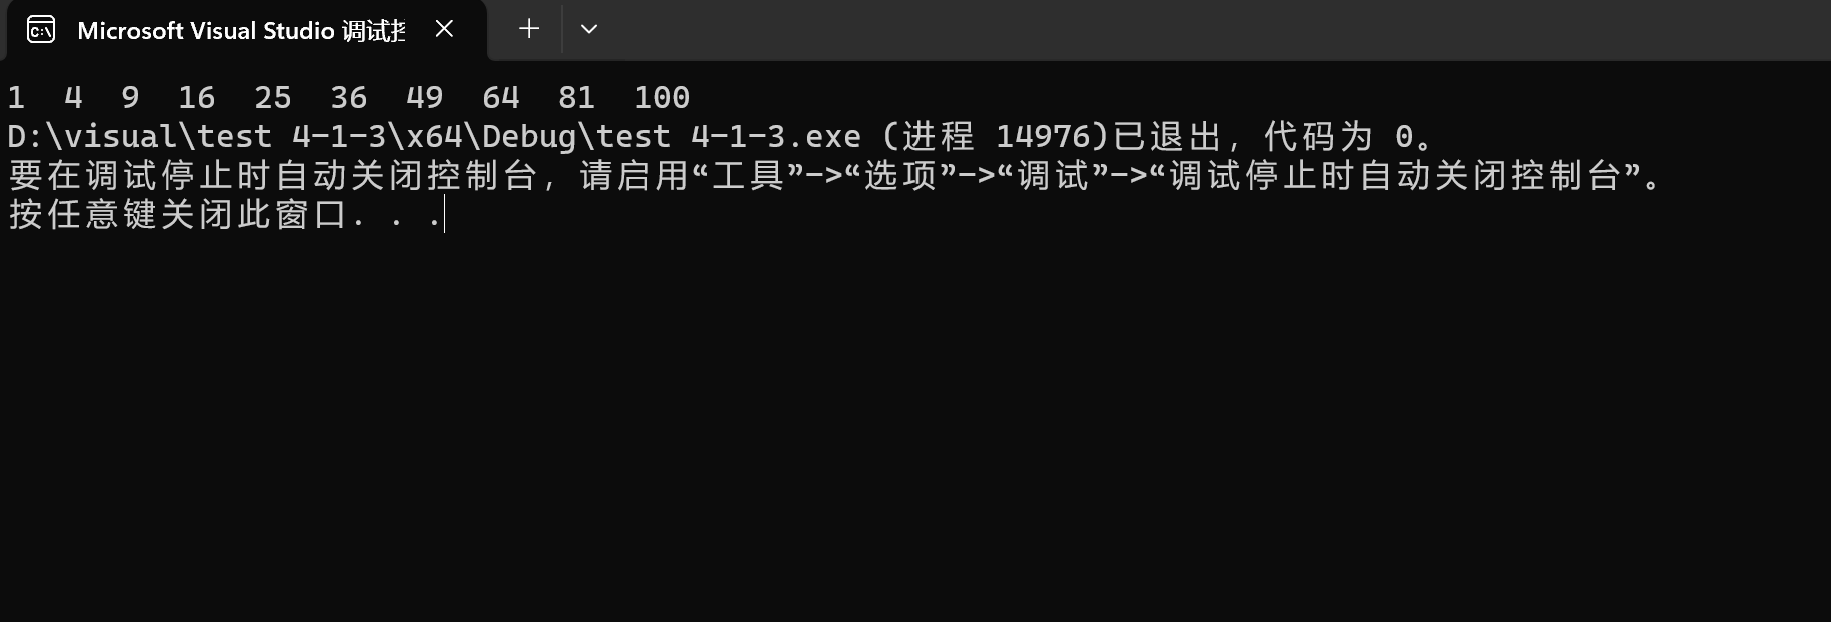 Microsoft Visual Studio 调试控
1  4  9  16  25  36  49  64  81  100
D:\visual\test 4-1-3\x64\Debug\test 4-1-3.exe (进程 14976)已退出，代码为 0。
要在调试停止时自动关闭控制台，请启用“工具”->“选项”->“调试”->“调试停止时自动关闭控制台”。
按任意键关闭此窗口. . .